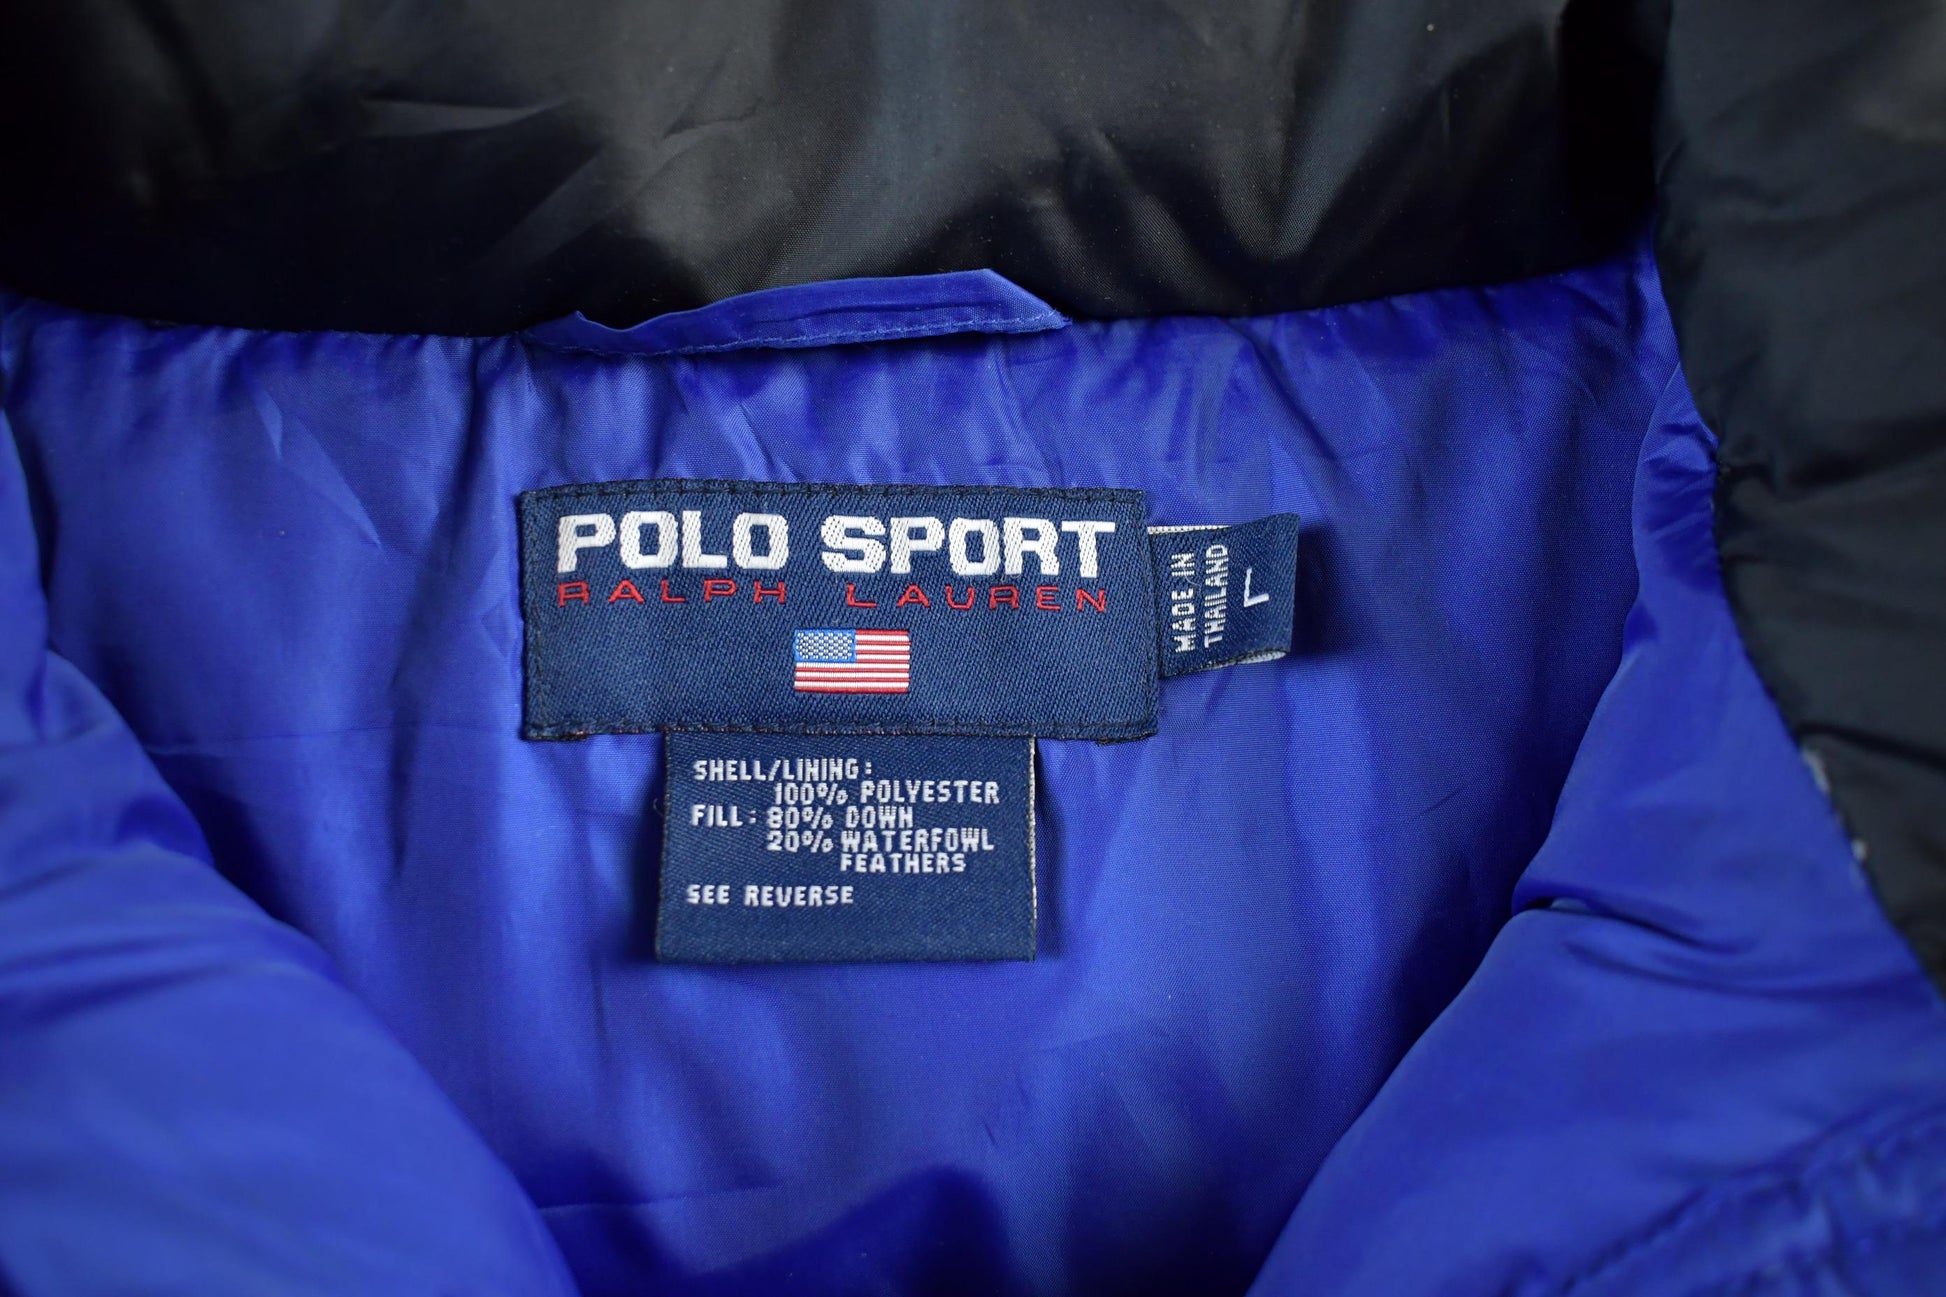 POLO SPORT
RALPH LAUREN
MADE IN
THAILAND
L
SHELL/LINING:
100% POLYESTER
FILL: 80% DOWN
20% WATERFOWL
FEATHERS
SEE REVERSE